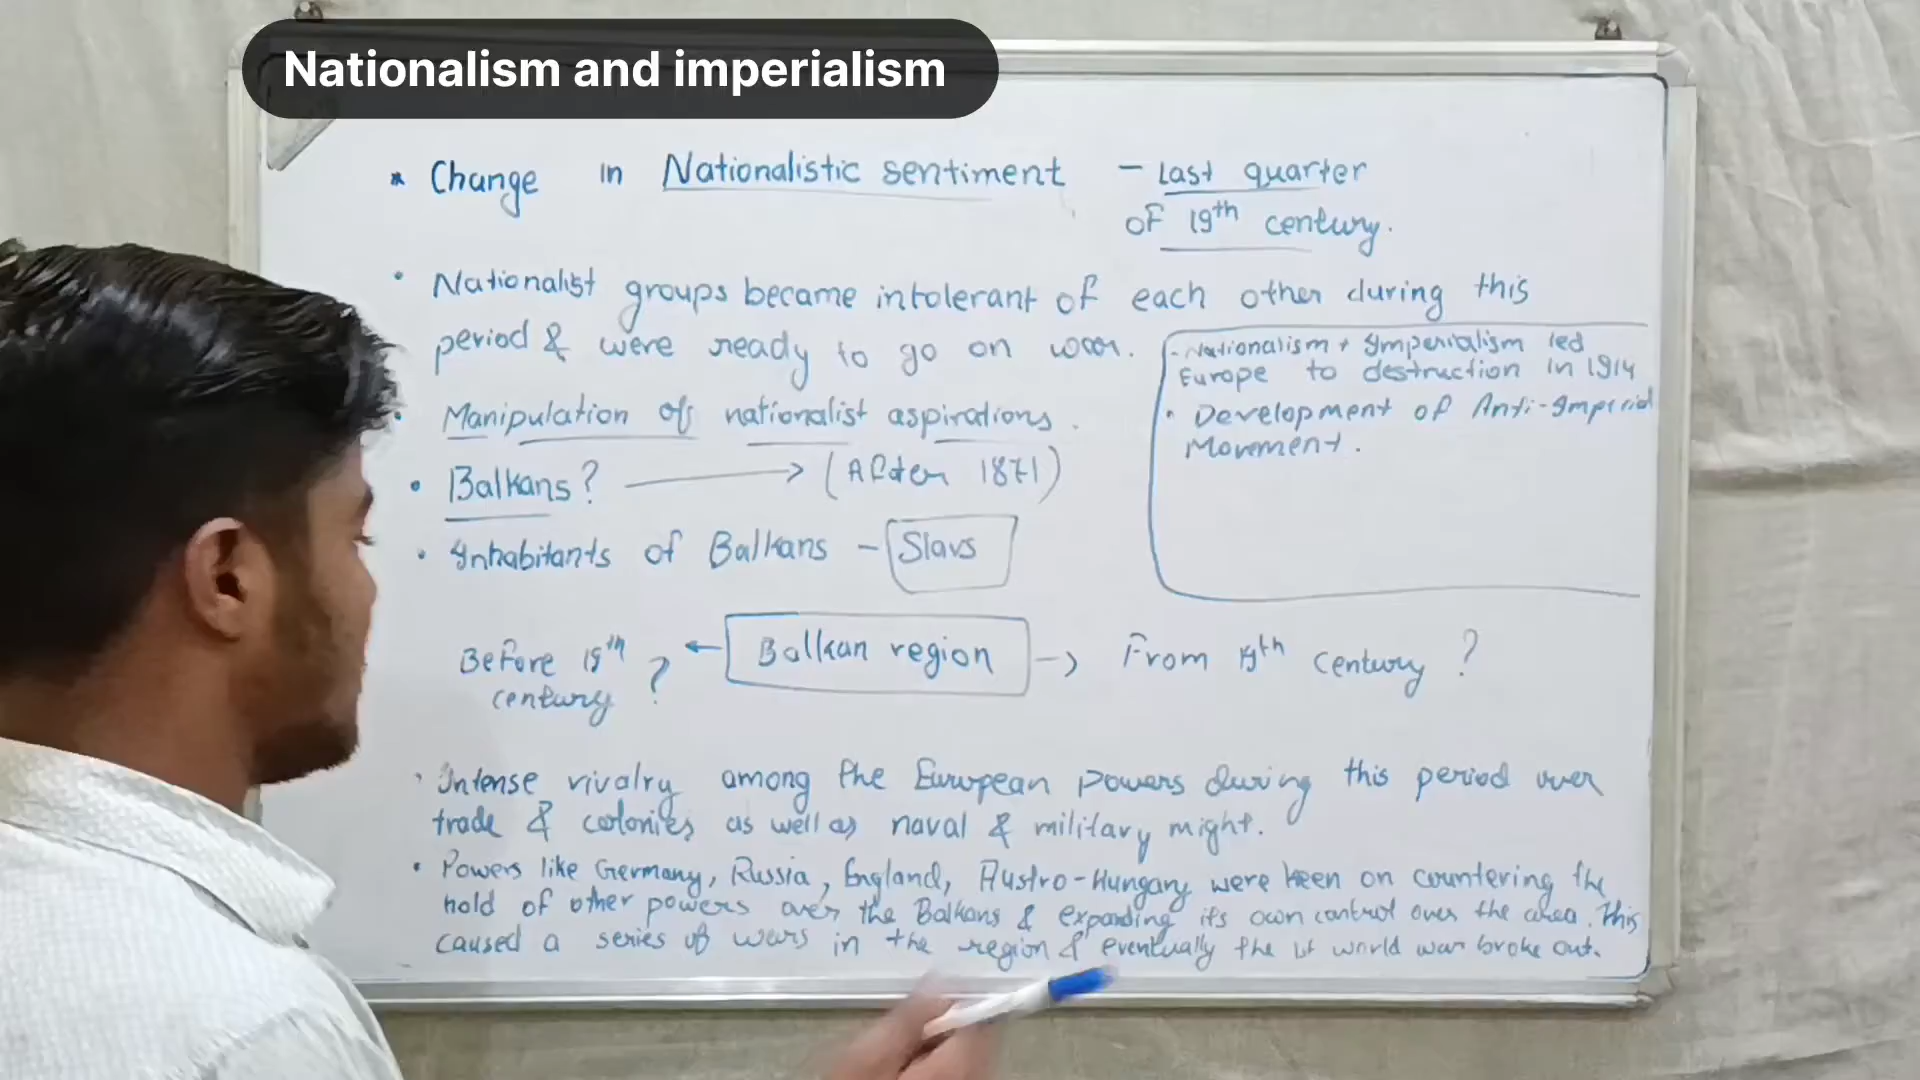 Nationalism and imperialism
* Change in Nationalistic sentiment – Last quarter
of 19th century.
• Nationalist groups became intolerant of each other during this
period & were ready to go on war.
- Nationalism + Imperialism led
Europe to destruction in 1914
• Development of Anti-Imperial
Movement.
• Manipulation of nationalist aspirations.
• Balkans? → (After 1871)
• Inhabitants of Balkans – Slavs
Before 19th century ? ← Balkan region → From 19th century ?
• Intense rivalry among the European powers during this period over
trade & colonies as well as naval & military might.
• Powers like Germany, Russia, England, Austro-Hungary were keen on countering the
hold of other powers over the Balkans & expanding its own control over the area. This
caused a series of wars in the region & eventually the 1st world war broke out.